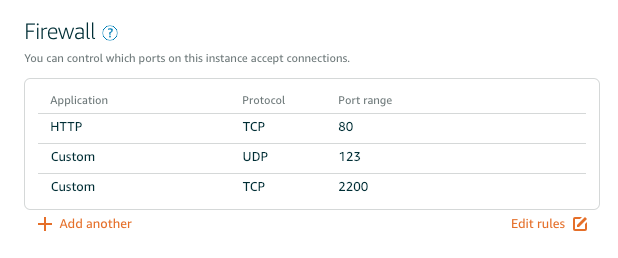 Firewall ?
You can control which ports on this instance accept connections.
Application Protocol Port range
HTTP TCP 80
Custom UDP 123
Custom TCP 2200
+ Add another Edit rules